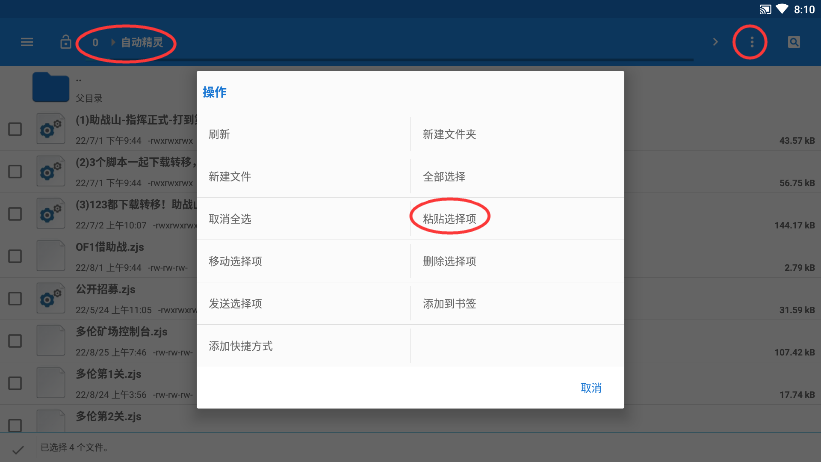 8:10
0 自动精灵
..
父目录
(1)助战山-指挥正式-打到
22/7/1 下午9:44 -rwxrwxrwx
43.57 kB
(2)3个脚本一起下载转移，
22/7/1 下午9:44 -rwxrwxrwx
56.75 kB
(3)123都下载转移！助战山
22/7/2 下午10:07 -rwxrwxrwx
144.17 kB
OF1借助战.zjs
22/8/1 上午9:44 -rw-rw-rw-
2.79 kB
公开招募.zjs
22/5/24 上午11:05 -rwxrwxrwx
31.59 kB
多伦矿场控制台.zjs
22/8/25 上午7:46 -rw-rw-rw-
107.42 kB
多伦第1关.zjs
22/8/24 上午3:56 -rw-rw-rw-
17.74 kB
多伦第2关.zjs
操作
刷新 新建文件夹
新建文件 全部选择
取消全选 粘贴选择项
移动选择项 删除选择项
发送选择项 添加到书签
添加快捷方式
取消
已选择 4 个文件。